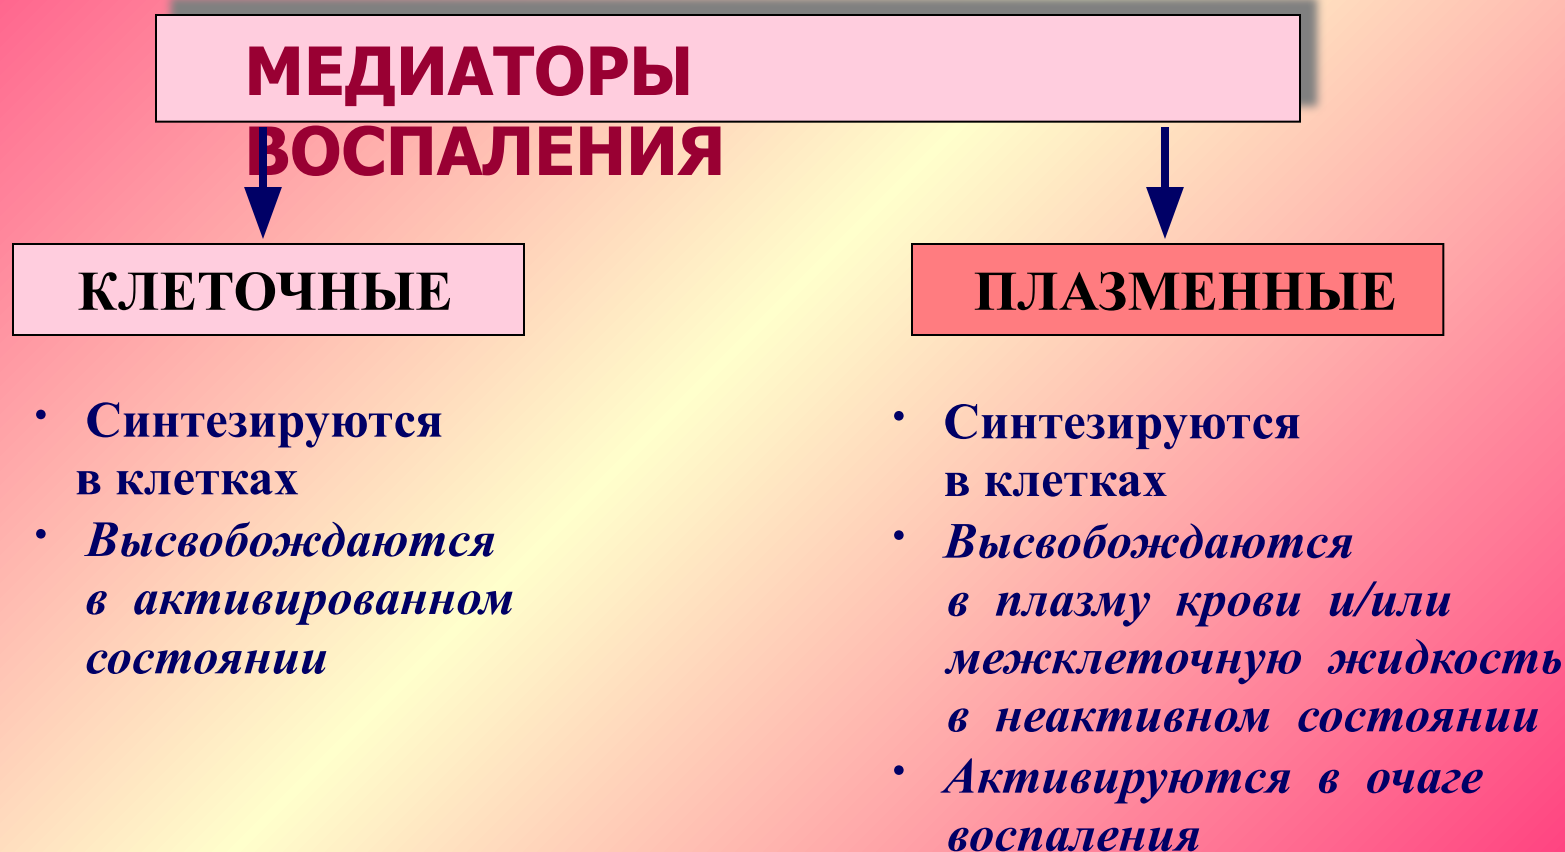 МЕДИАТОРЫ
ВОСПАЛЕНИЯ
КЛЕТОЧНЫЕ
• Синтезируются
в клетках
• Высвобождаются
в активированном
состоянии
ПЛАЗМЕННЫЕ
• Синтезируются
в клетках
• Высвобождаются
в плазму крови и/или
межклеточную жидкость
в неактивном состоянии
• Активируются в очаге
воспаления